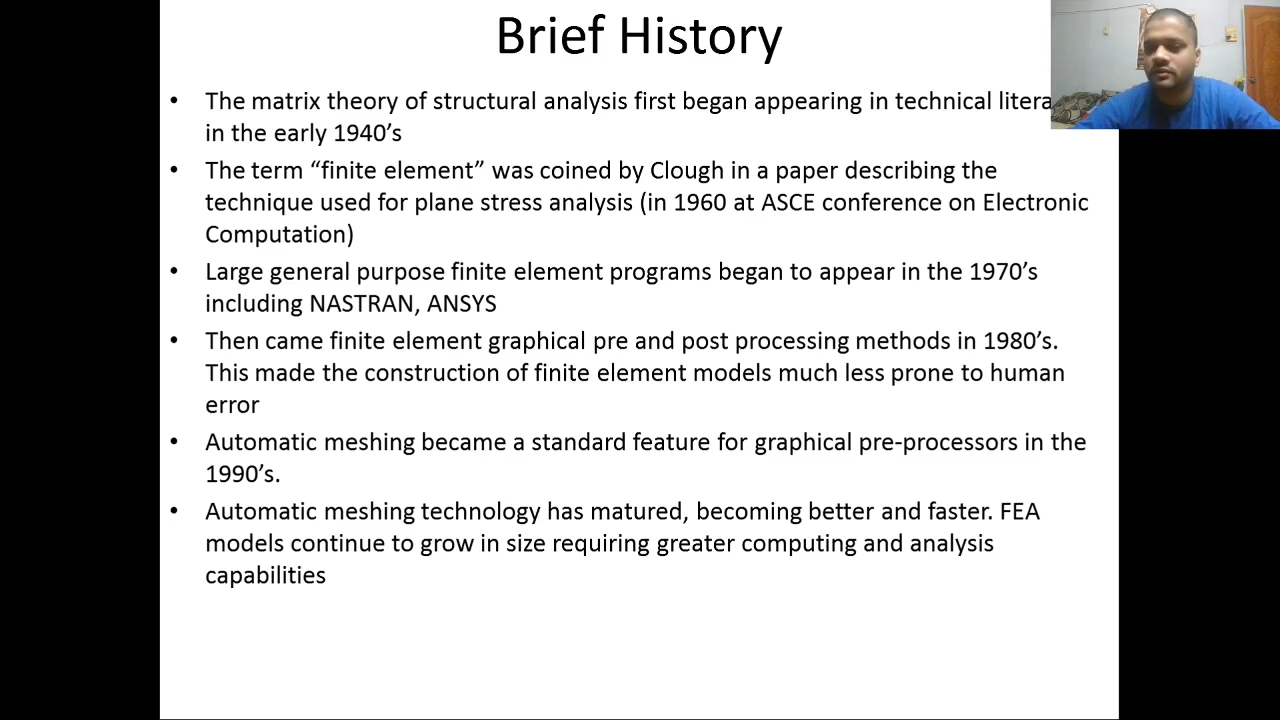 Brief History
• The matrix theory of structural analysis first began appearing in technical
in the early 1940’s
• The term “finite element” was coined by Clough in a paper describing the
technique used for plane stress analysis (in 1960 at ASCE conference on Electronic
Computation)
• Large general purpose finite element programs began to appear in the 1970’s
including NASTRAN, ANSYS
• Then came finite element graphical pre and post processing methods in 1980’s.
This made the construction of finite element models much less prone to human
error
• Automatic meshing became a standard feature for graphical pre-processors in the
1990’s.
• Automatic meshing technology has matured, becoming better and faster. FEA
models continue to grow in size requiring greater computing and analysis
capabilities